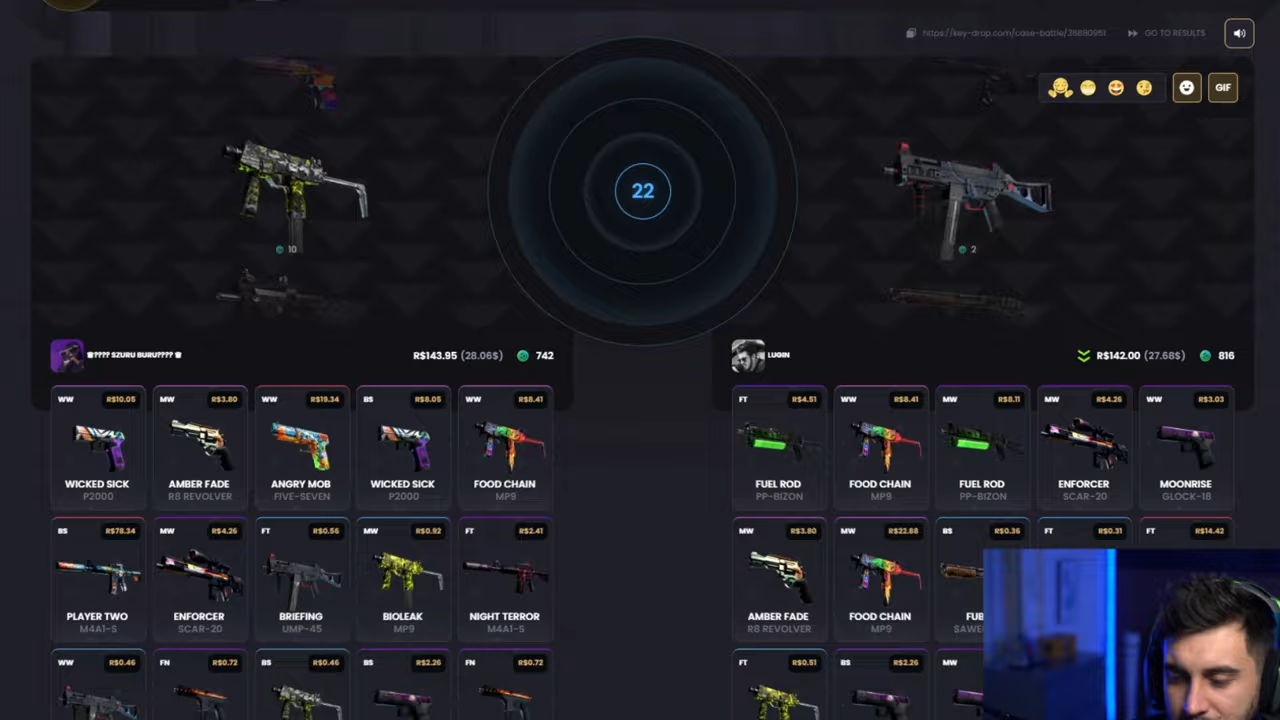 https://key-drop.com/case-battle/26880951 GO TO RESULTS
GIF
22
10
2
????? SZURU BURU???? R$143.95 (28.06$) 742
LUGIN R$142.00 (27.68$) 816
WW R$10.05 MW R$3.80 WW R$19.34 BS R$8.05 WW R$8.41
FT R$4.51 WW R$8.41 MW R$8.11 MW R$4.26 WW R$3.03
WICKED SICK AMBER FADE ANGRY MOB WICKED SICK FOOD CHAIN
P2000 R8 REVOLVER FIVE-SEVEN P2000 MP9
FUEL ROD FOOD CHAIN FUEL ROD ENFORCER MOONRISE
PP-BIZON MP9 PP-BIZON SCAR-20 GLOCK-18
BS R$78.34 MW R$4.26 FT R$0.56 MW R$0.92 FT R$2.41
MW R$3.80 MW R$22.88 BS R$0.36 FT R$0.31 FT R$14.42
PLAYER TWO ENFORCER BRIEFING BIOLEAK NIGHT TERROR
M4A1-S SCAR-20 UMP-45 MP9 M4A1-S
AMBER FADE FOOD CHAIN FUB
R8 REVOLVER MP9 SAWE
WW R$0.46 FN R$0.72 BS R$0.46 BS R$2.26 FN R$0.72
FT R$0.51 BS R$2.26 MW